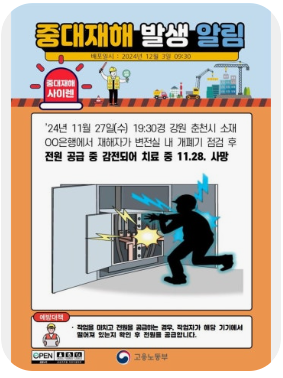 중대재해 발생 알림
배포일시 : 2024년 12월 3일 09:30
중대재해
사이렌
'24년 11월 27일(수) 19:30경 강원 춘천시 소재
OO은행에서 재해자가 변전실 내 개폐기 점검 후
전원 공급 중 감전되어 치료 중 11.28. 사망
예방대책
· 작업을 마치고 전원을 공급하는 경우, 작업자가 해당 기기에서
떨어져 있는지 확인 후 전원을 공급합니다.
OPEN
고용노동부